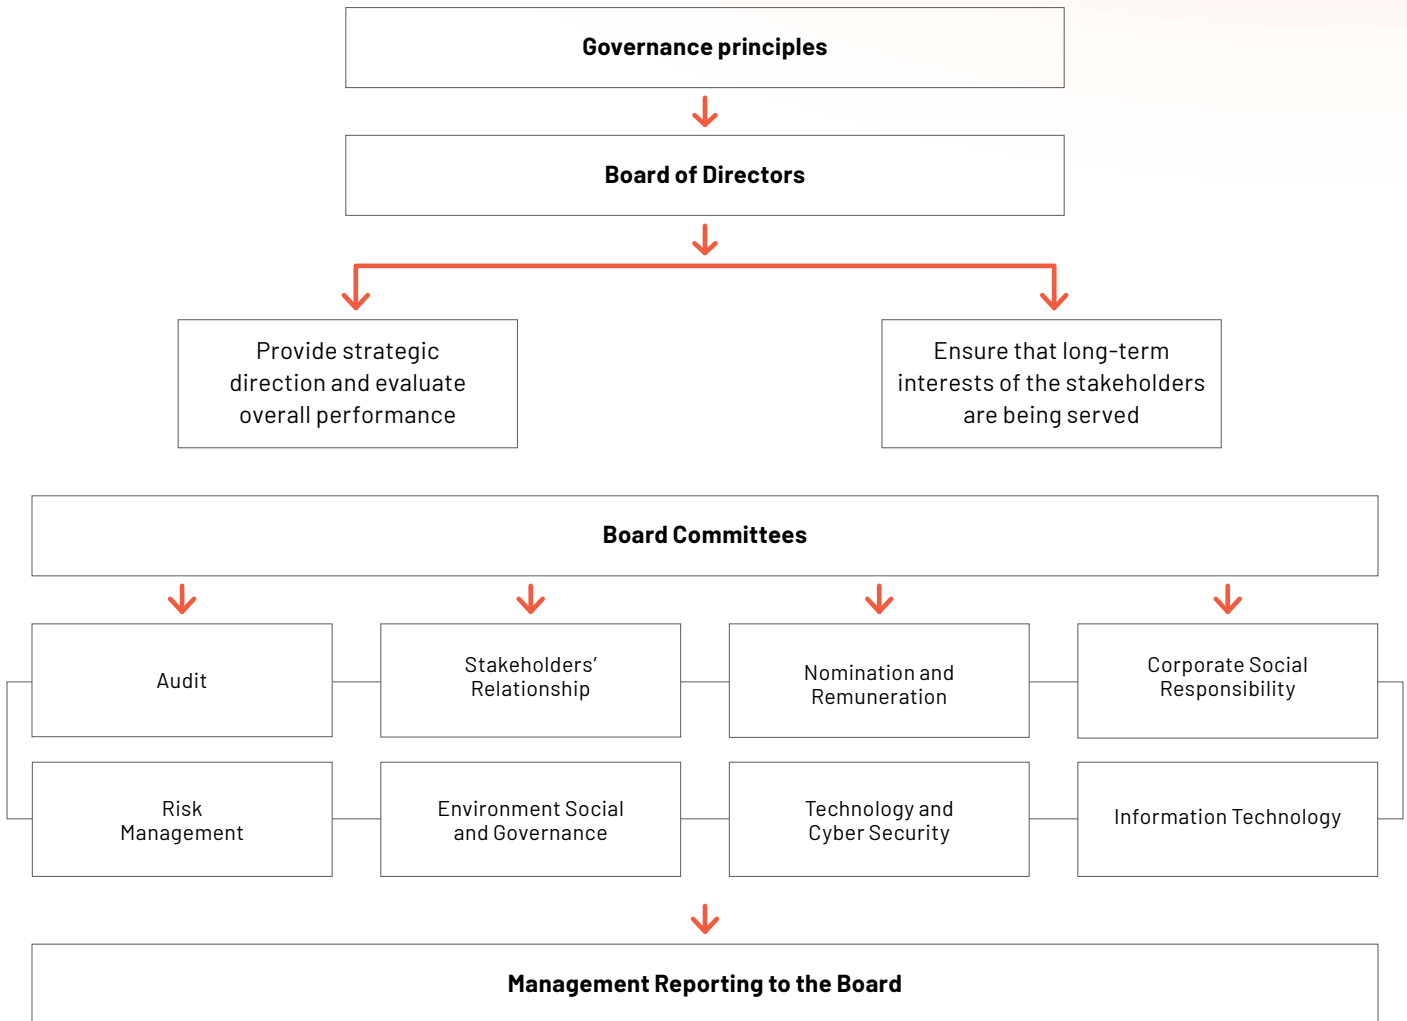 Governance principles
Board of Directors
Provide strategic
direction and evaluate
overall performance
Ensure that long-term
interests of the stakeholders
are being served
Board Committees
Audit
Stakeholders’
Relationship
Nomination and
Remuneration
Corporate Social
Responsibility
Risk
Management
Environment Social
and Governance
Technology and
Cyber Security
Information Technology
Management Reporting to the Board